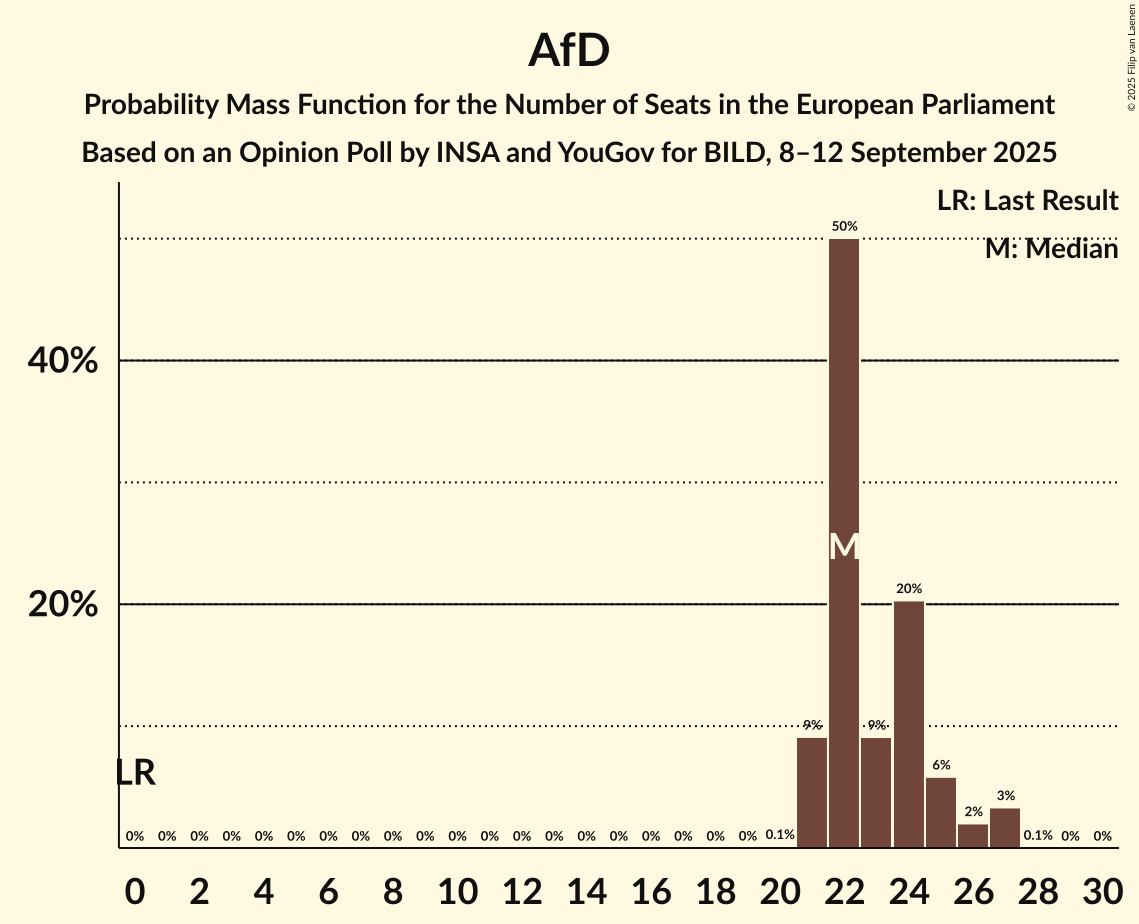 AfD
Probability Mass Function for the Number of Seats in the European Parliament
Based on an Opinion Poll by INSA and YouGov for BILD, 8–12 September 2025
© 2025 Filip van Laenen
LR: Last Result
M: Median
50%
40%
M
20%
20%
9%
9%
6%
LR
3%
2%
0% 0% 0% 0% 0% 0% 0% 0% 0% 0% 0% 0% 0% 0% 0% 0% 0% 0% 0% 0% 0.1% 0.1% 0% 0%
0 2 4 6 8 10 12 14 16 18 20 22 24 26 28 30